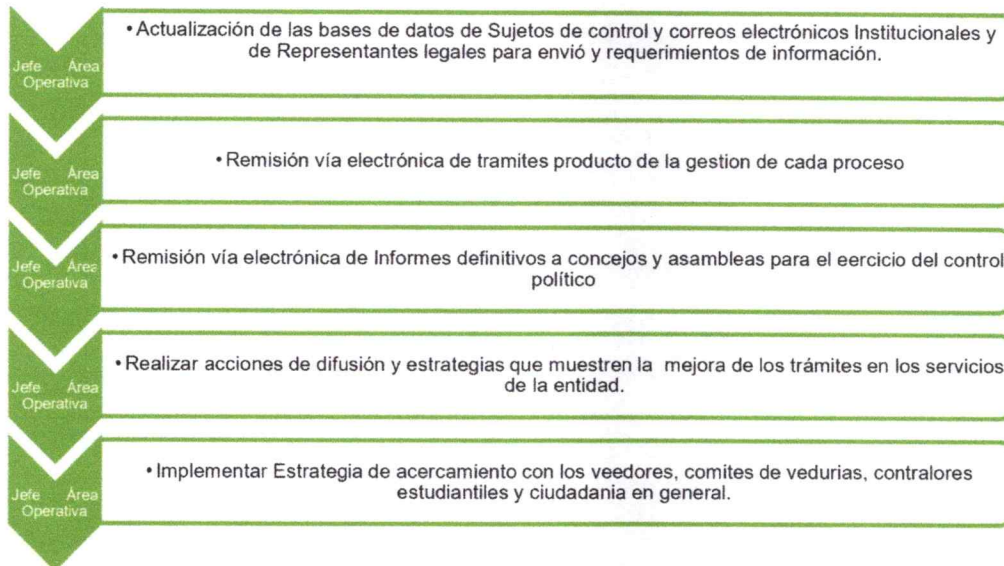 • Actualización de las bases de datos de Sujetos de control y correos electrónicos Institucionales y
de Representantes legales para envió y requerimientos de información.
Jefe Área
Operativa
• Remisión vía electrónica de tramites producto de la gestion de cada proceso
Jefe Área
Operativa
• Remisión vía electrónica de Informes definitivos a concejos y asambleas para el eercicio del control
político
Jefe Área
Operativa
• Realizar acciones de difusión y estrategias que muestren la mejora de los trámites en los servicios
de la entidad.
Jefe Área
Operativa
• Implementar Estrategia de acercamiento con los veedores, comites de vedurias, contralores
estudiantiles y ciudadania en general.
Jefe Área
Operativa